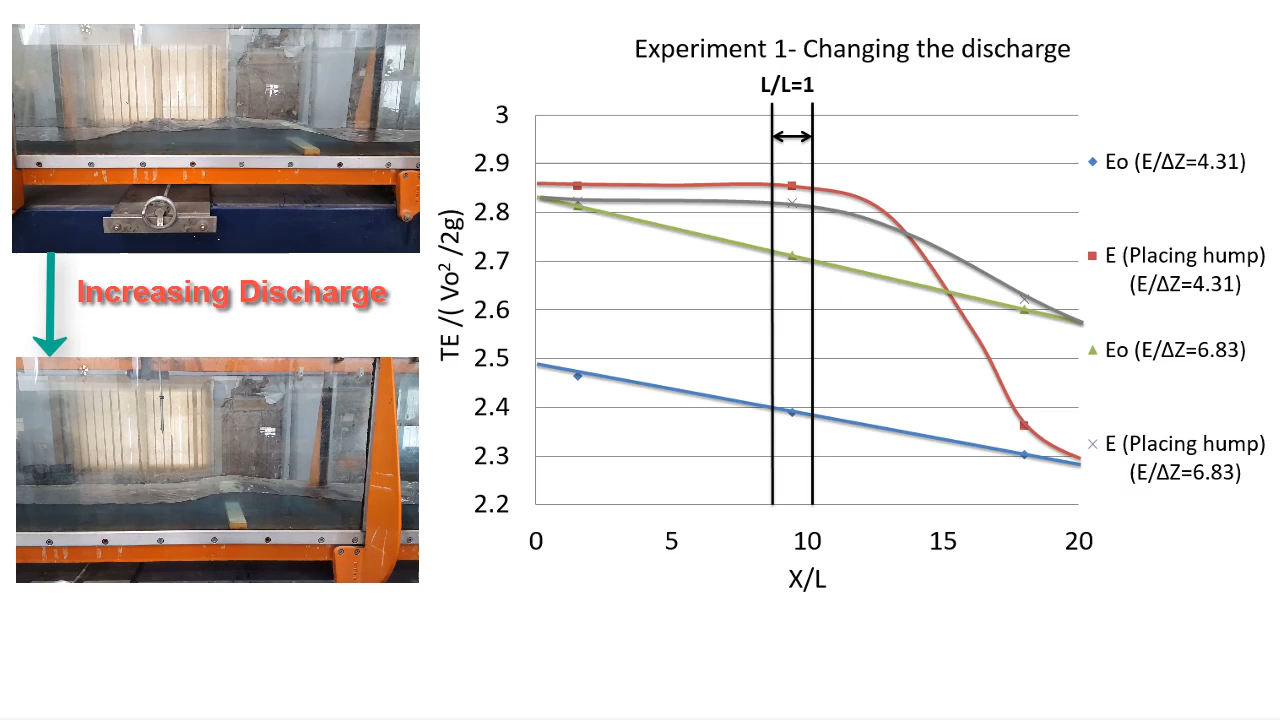 Increasing Discharge
Experiment 1- Changing the discharge
L/L=1
TE /( Vo² /2g)
3
2.9
2.8
2.7
2.6
2.5
2.4
2.3
2.2
0 5 10 15 20
X/L
Eo (E/ΔZ=4.31)
E (Placing hump)
(E/ΔZ=4.31)
Eo (E/ΔZ=6.83)
E (Placing hump)
(E/ΔZ=6.83)